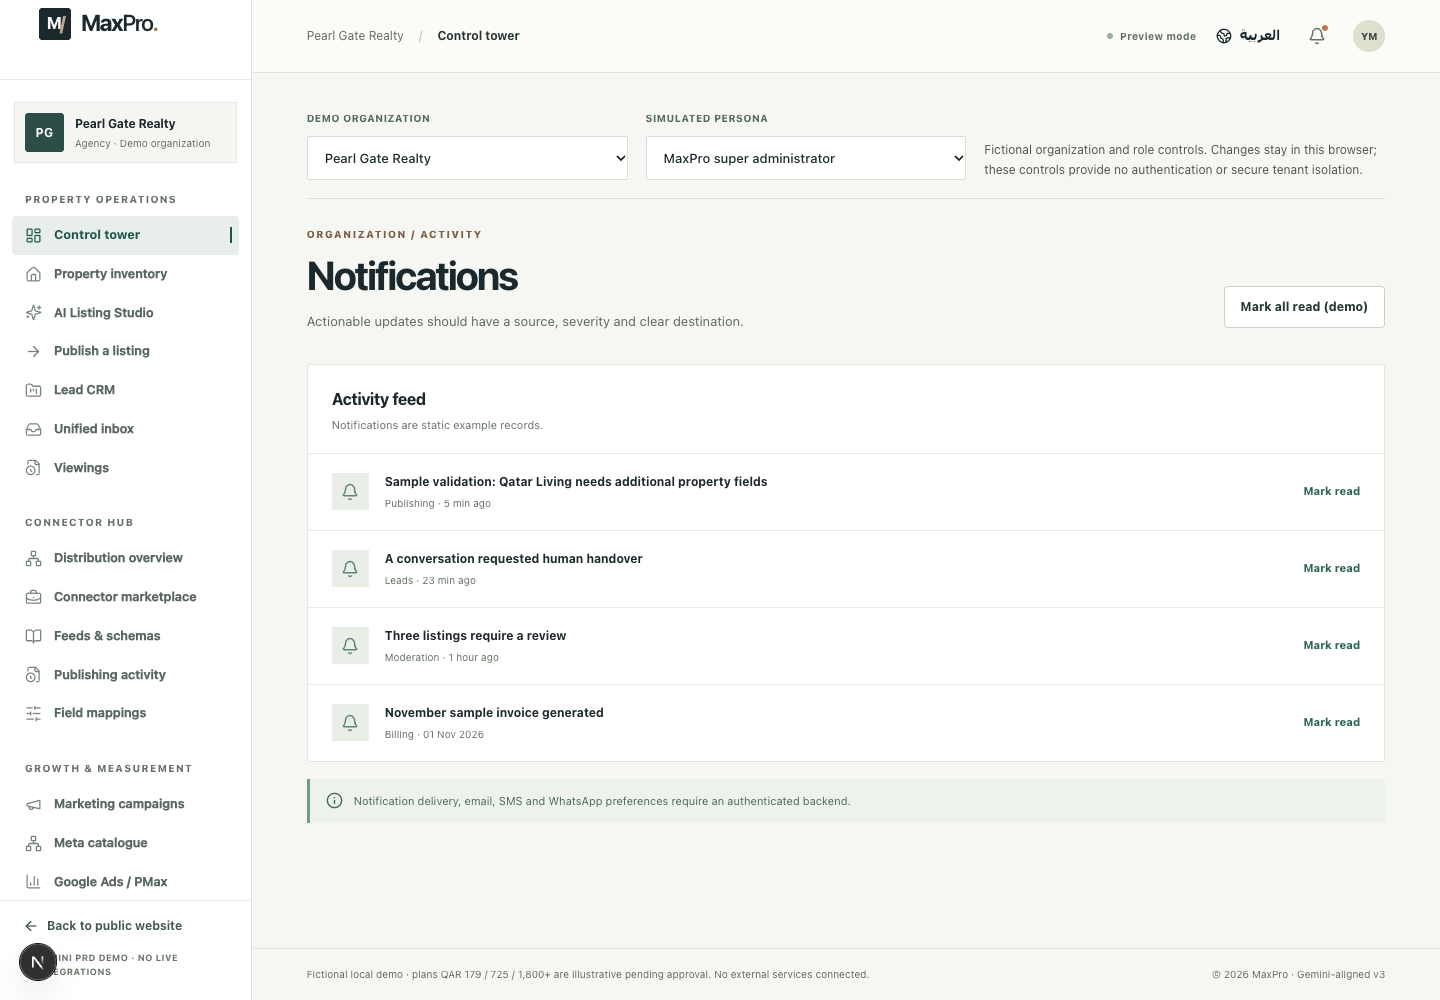 M/ MaxPro.
PG
Pearl Gate Realty
Agency · Demo organization
PROPERTY OPERATIONS
Control tower
Property inventory
AI Listing Studio
Publish a listing
Lead CRM
Unified inbox
Viewings
CONNECTOR HUB
Distribution overview
Connector marketplace
Feeds & schemas
Publishing activity
Field mappings
GROWTH & MEASUREMENT
Marketing campaigns
Meta catalogue
Google Ads / PMax
Back to public website
INI PRD DEMO · NO LIVE
EGRATIONS
N
Pearl Gate Realty / Control tower
Preview mode
العربية
YM
DEMO ORGANIZATION
Pearl Gate Realty
SIMULATED PERSONA
MaxPro super administrator
Fictional organization and role controls. Changes stay in this browser;
these controls provide no authentication or secure tenant isolation.
ORGANIZATION / ACTIVITY
Notifications
Actionable updates should have a source, severity and clear destination.
Mark all read (demo)
Activity feed
Notifications are static example records.
Sample validation: Qatar Living needs additional property fields
Publishing · 5 min ago
Mark read
A conversation requested human handover
Leads · 23 min ago
Mark read
Three listings require a review
Moderation · 1 hour ago
Mark read
November sample invoice generated
Billing · 01 Nov 2026
Mark read
Notification delivery, email, SMS and WhatsApp preferences require an authenticated backend.
Fictional local demo · plans QAR 179 / 725 / 1,800+ are illustrative pending approval. No external services connected.
© 2026 MaxPro · Gemini-aligned v3